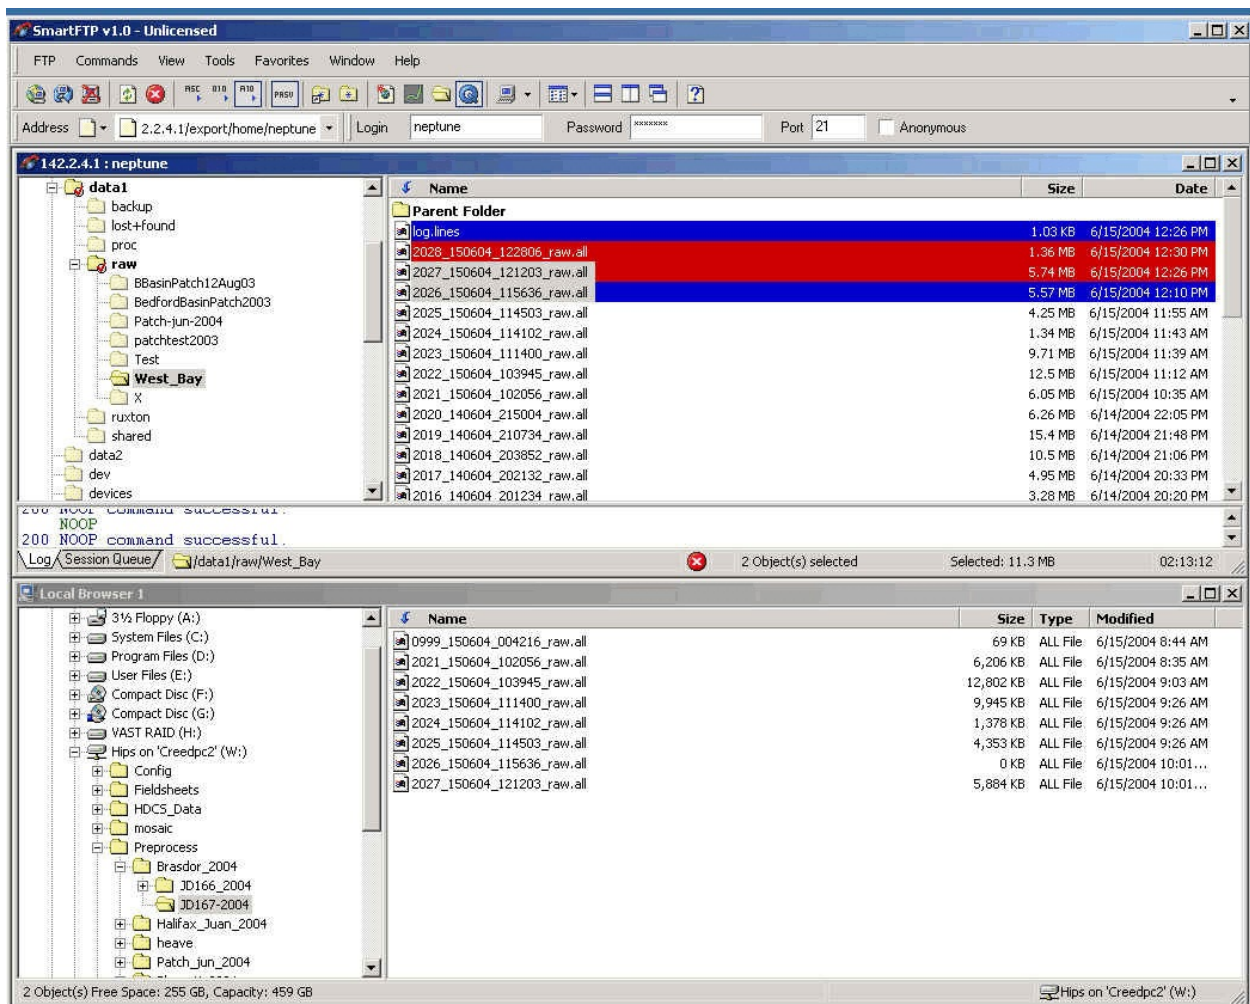 SmartFTP v1.0 - Unlicensed
FTP Commands View Tools Favorites Window Help
ASC 010 A10 PASV
Address 2.2.4.1/export/home/neptune Login neptune Password ******* Port 21 Anonymous
142.2.4.1 : neptune
data1
backup
lost+found
proc
raw
BBasinPatch12Aug03
BedfordBasinPatch2003
Patch-jun-2004
patchtest2003
Test
West_Bay
X
ruxton
shared
data2
dev
devices
Name Size Date
Parent Folder
log.lines 1.03 KB 6/15/2004 12:26 PM
2028_150604_122806_raw.all 1.36 MB 6/15/2004 12:30 PM
2027_150604_121203_raw.all 5.74 MB 6/15/2004 12:26 PM
2026_150604_115636_raw.all 5.57 MB 6/15/2004 12:10 PM
2025_150604_114503_raw.all 4.25 MB 6/15/2004 11:55 AM
2024_150604_114102_raw.all 1.34 MB 6/15/2004 11:43 AM
2023_150604_111400_raw.all 9.71 MB 6/15/2004 11:39 AM
2022_150604_103945_raw.all 12.5 MB 6/15/2004 11:12 AM
2021_150604_102056_raw.all 6.05 MB 6/15/2004 10:35 AM
2020_140604_215004_raw.all 6.26 MB 6/14/2004 22:05 PM
2019_140604_210734_raw.all 15.4 MB 6/14/2004 21:48 PM
2018_140604_203852_raw.all 10.5 MB 6/14/2004 21:06 PM
2017_140604_202132_raw.all 4.95 MB 6/14/2004 20:33 PM
2016_140604_201234_raw.all 3.28 MB 6/14/2004 20:20 PM
200 NOOP command successful.
NOOP
200 NOOP command successful.
Log Session Queue /data1/raw/West_Bay 2 Object(s) selected Selected: 11.3 MB 02:13:12
Local Browser 1
3½ Floppy (A:)
System Files (C:)
Program Files (D:)
User Files (E:)
Compact Disc (F:)
Compact Disc (G:)
VAST RAID (H:)
Hips on 'Creedpc2' (W:)
Config
Fieldsheets
HDCS_Data
mosaic
Preprocess
Brasdor_2004
JD166_2004
JD167-2004
Halifax_Juan_2004
heave
Patch_jun_2004
Name Size Type Modified
0999_150604_004216_raw.all 69 KB ALL File 6/15/2004 8:44 AM
2021_150604_102056_raw.all 6,206 KB ALL File 6/15/2004 8:35 AM
2022_150604_103945_raw.all 12,802 KB ALL File 6/15/2004 9:03 AM
2023_150604_111400_raw.all 9,945 KB ALL File 6/15/2004 9:26 AM
2024_150604_114102_raw.all 1,378 KB ALL File 6/15/2004 9:26 AM
2025_150604_114503_raw.all 4,353 KB ALL File 6/15/2004 9:26 AM
2026_150604_115636_raw.all 0 KB ALL File 6/15/2004 10:01...
2027_150604_121203_raw.all 5,884 KB ALL File 6/15/2004 10:01...
2 Object(s) Free Space: 255 GB, Capacity: 459 GB Hips on 'Creedpc2' (W:)